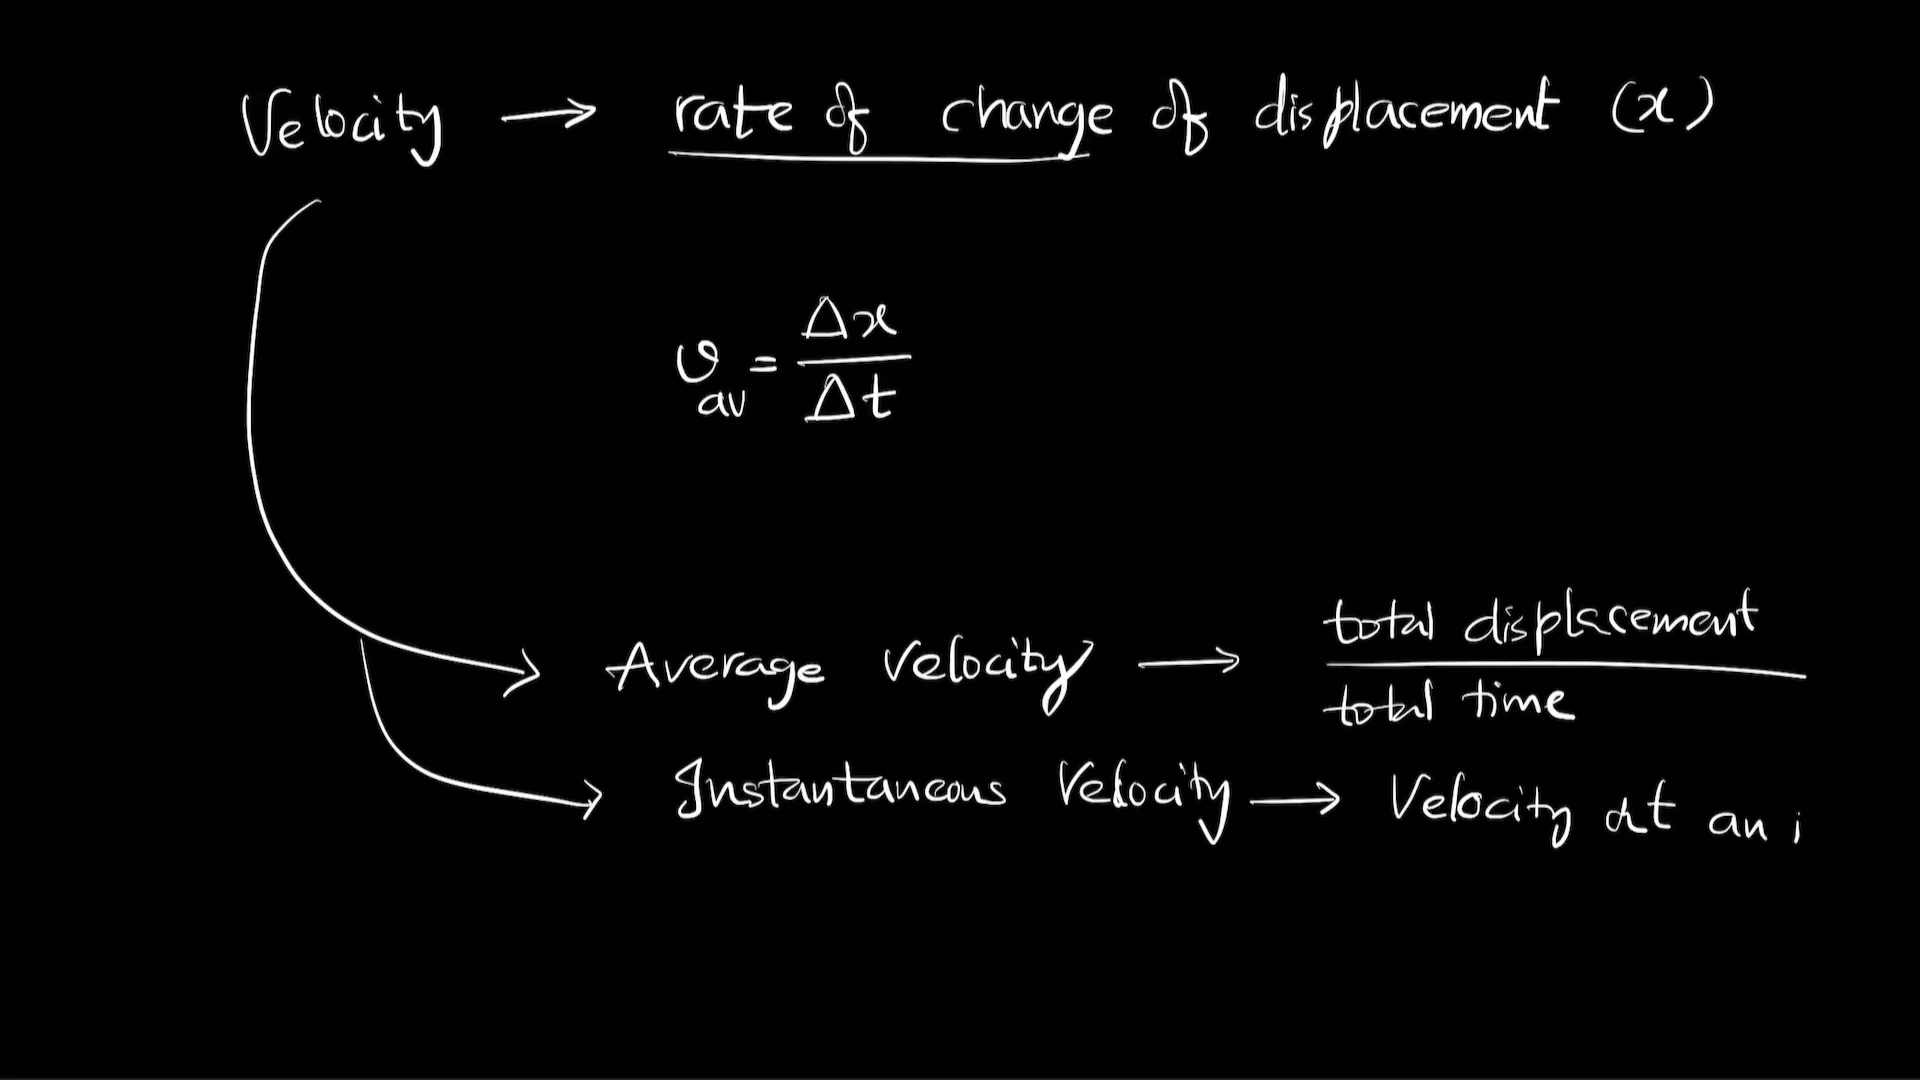 Velocity → rate of change of displacement (x)
v av = Δx / Δt
Average Velocity → total displacement / total time
Instantaneous Velocity → Velocity at an i